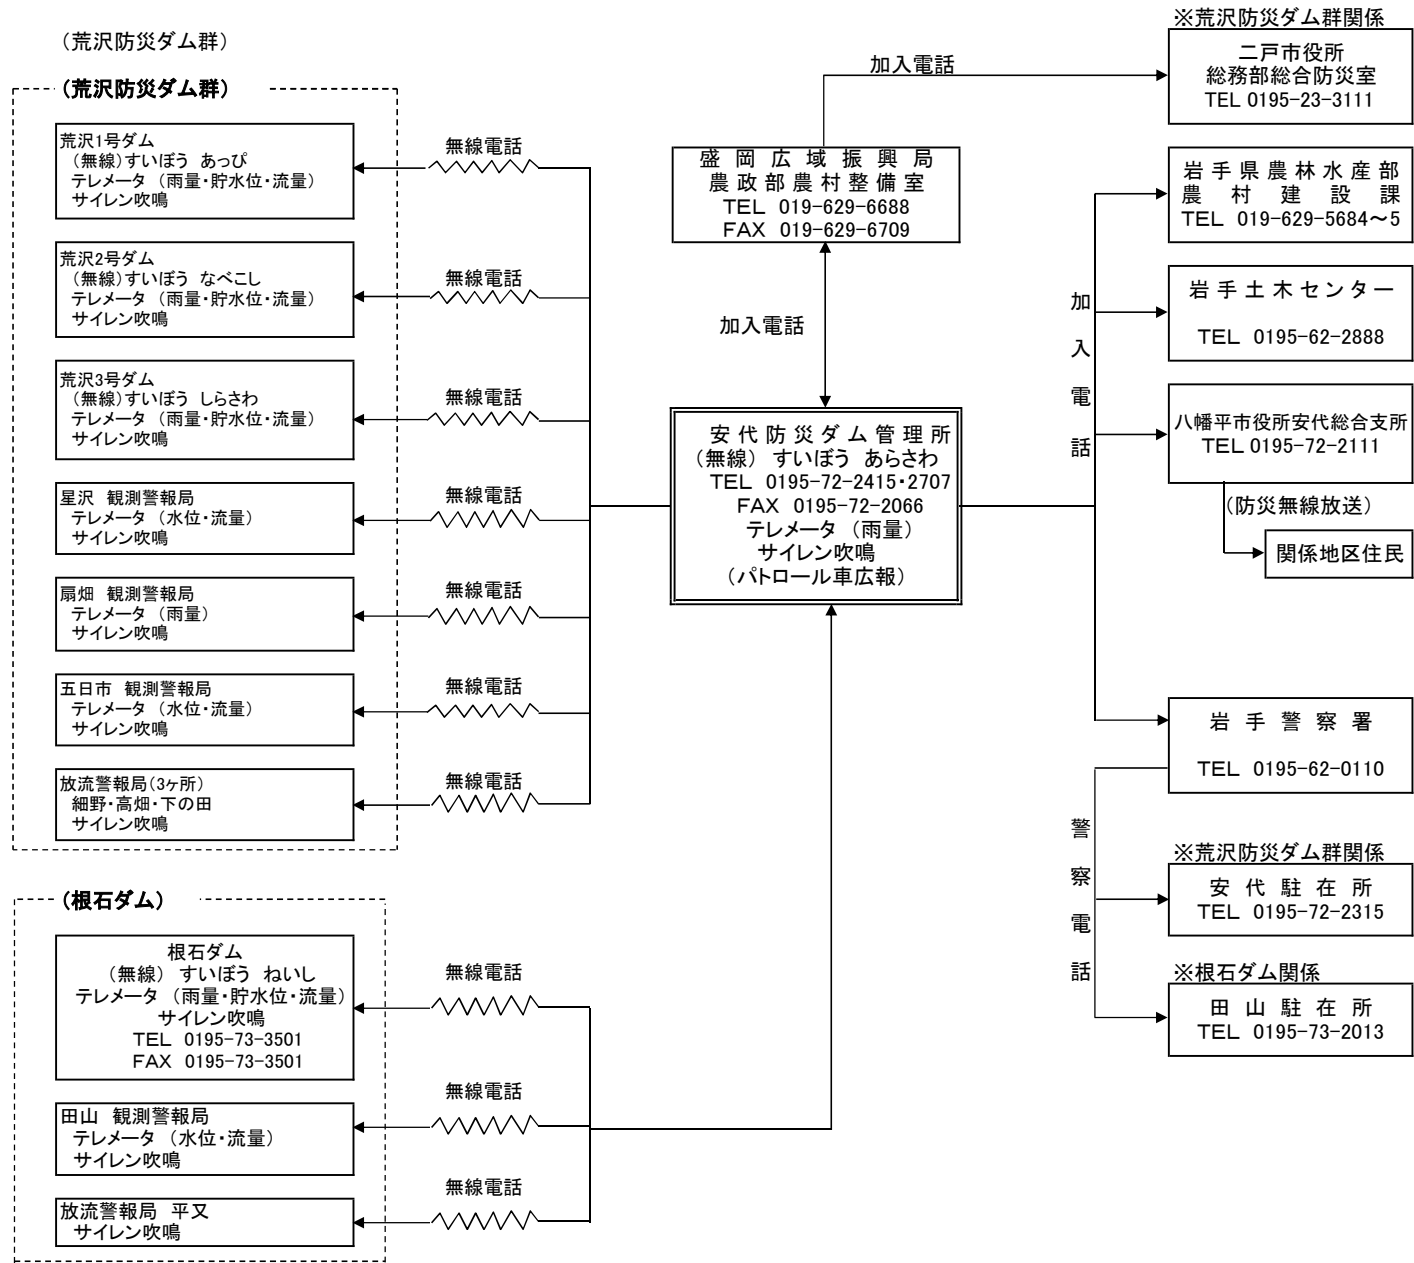 (荒沢防災ダム群)
(荒沢防災ダム群)
荒沢1号ダム
(無線)すいぼう あっぴ
テレメータ (雨量・貯水位・流量)
サイレン吹鳴
無線電話
荒沢2号ダム
(無線)すいぼう なべこし
テレメータ (雨量・貯水位・流量)
サイレン吹鳴
無線電話
荒沢3号ダム
(無線)すいぼう しらさわ
テレメータ (雨量・貯水位・流量)
サイレン吹鳴
無線電話
星沢 観測警報局
テレメータ (水位・流量)
サイレン吹鳴
無線電話
扇畑 観測警報局
テレメータ (雨量)
サイレン吹鳴
無線電話
五日市 観測警報局
テレメータ (水位・流量)
サイレン吹鳴
無線電話
放流警報局(3ヶ所)
細野・高畑・下の田
サイレン吹鳴
無線電話
(根石ダム)
根石ダム
(無線) すいぼう ねいし
テレメータ (雨量・貯水位・流量)
サイレン吹鳴
TEL 0195-73-3501
FAX 0195-73-3501
無線電話
田山 観測警報局
テレメータ (水位・流量)
サイレン吹鳴
無線電話
放流警報局 平又
サイレン吹鳴
無線電話
加入電話
盛岡広域振興局
農政部農村整備室
TEL 019-629-6688
FAX 019-629-6709
加入電話
安代防災ダム管理所
(無線) すいぼう あらさわ
TEL 0195-72-2415・2707
FAX 0195-72-2066
テレメータ (雨量)
サイレン吹鳴
(パトロール車広報)
加入電話
※荒沢防災ダム群関係
二戸市役所
総務部総合防災室
TEL 0195-23-3111
岩手県農林水産部
農村建設課
TEL 019-629-5684～5
岩手土木センター
TEL 0195-62-2888
八幡平市役所安代総合支所
TEL 0195-72-2111
(防災無線放送)
関係地区住民
岩手警察署
TEL 0195-62-0110
警察電話
※荒沢防災ダム群関係
安代駐在所
TEL 0195-72-2315
※根石ダム関係
田山駐在所
TEL 0195-73-2013